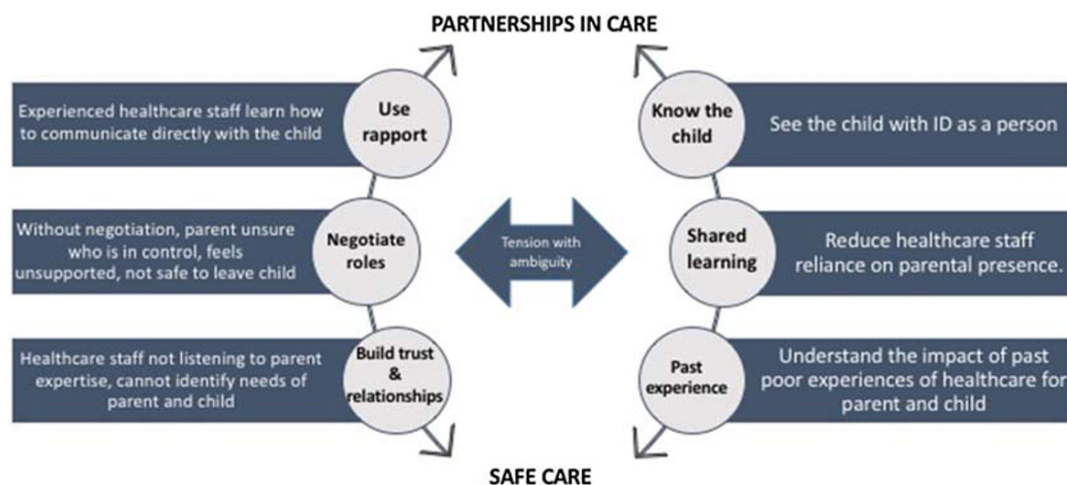 PARTNERSHIPS IN CARE
Experienced healthcare staff learn how
to communicate directly with the child
Use
rapport
Know the
child
See the child with ID as a person
Without negotiation, parent unsure
who is in control, feels
unsupported, not safe to leave child
Negotiate
roles
Tension with
ambiguity
Shared
learning
Reduce healthcare staff
reliance on parental presence.
Healthcare staff not listening to parent
expertise, cannot identify needs of
parent and child
Build trust
&
relationships
Past
experience
Understand the impact of past
poor experiences of healthcare for
parent and child
SAFE CARE